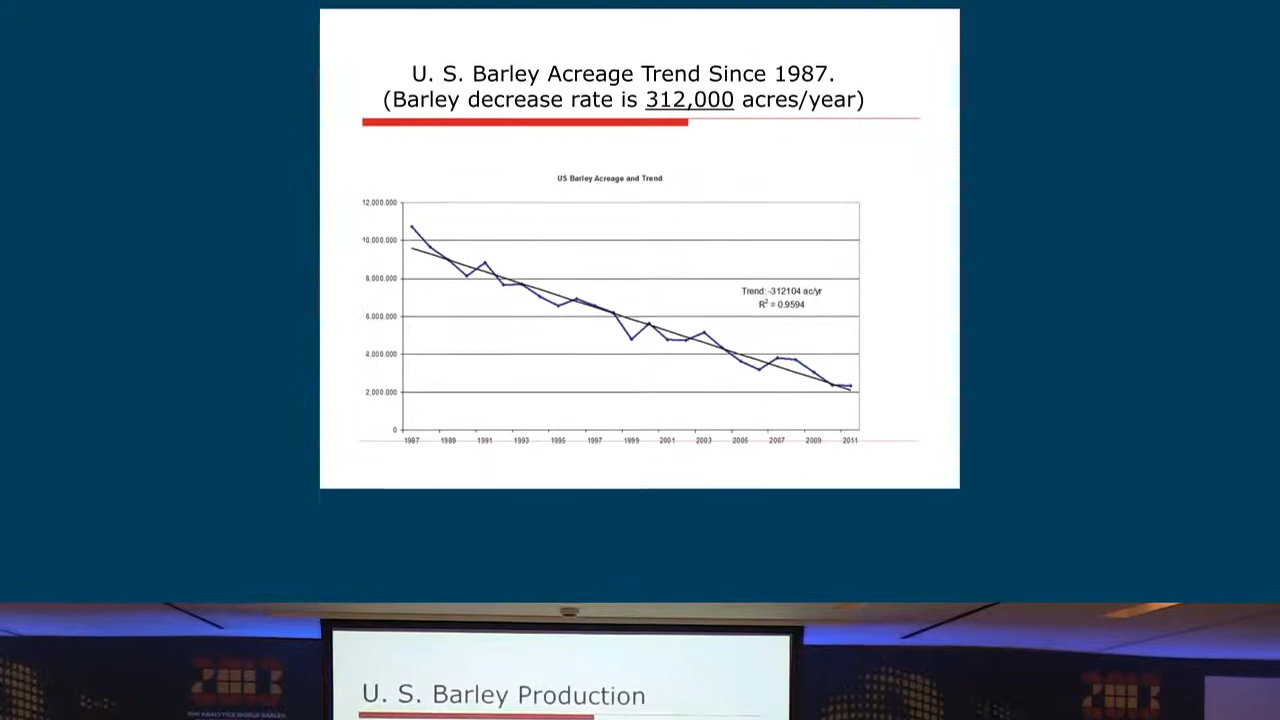 U. S. Barley Acreage Trend Since 1987.
(Barley decrease rate is 312,000 acres/year)
US Barley Acreage and Trend
12,000,000
10,000,000
8,000,000
6,000,000
4,000,000
2,000,000
0
Trend: -312104 ac/yr
R² = 0.9594
1987 1989 1991 1993 1995 1997 1999 2001 2003 2005 2007 2009 2011
U. S. Barley Production